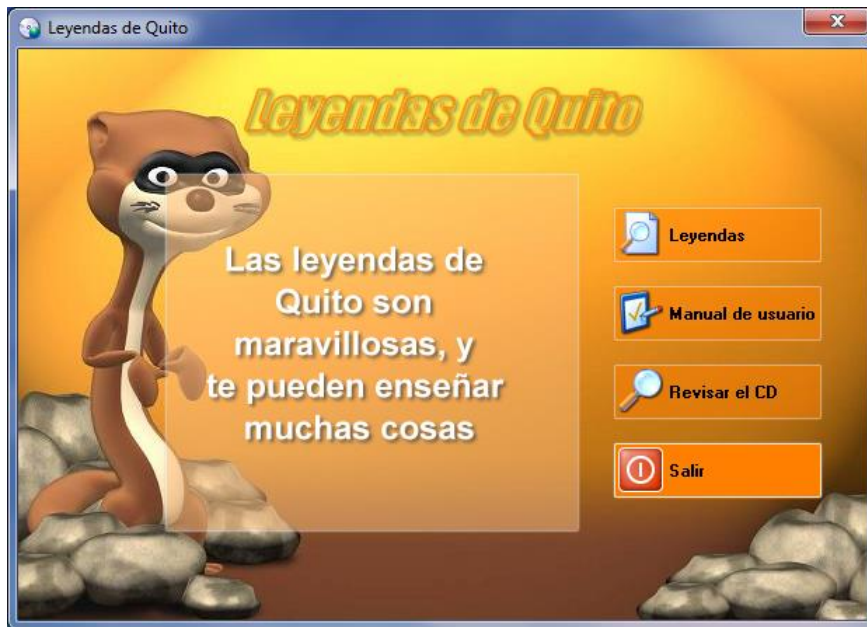 Leyendas de Quito
Leyendas de Quito
Las leyendas de
Quito son
maravillosas, y
te pueden enseñar
muchas cosas
Leyendas
Manual de usuario
Revisar el CD
Salir